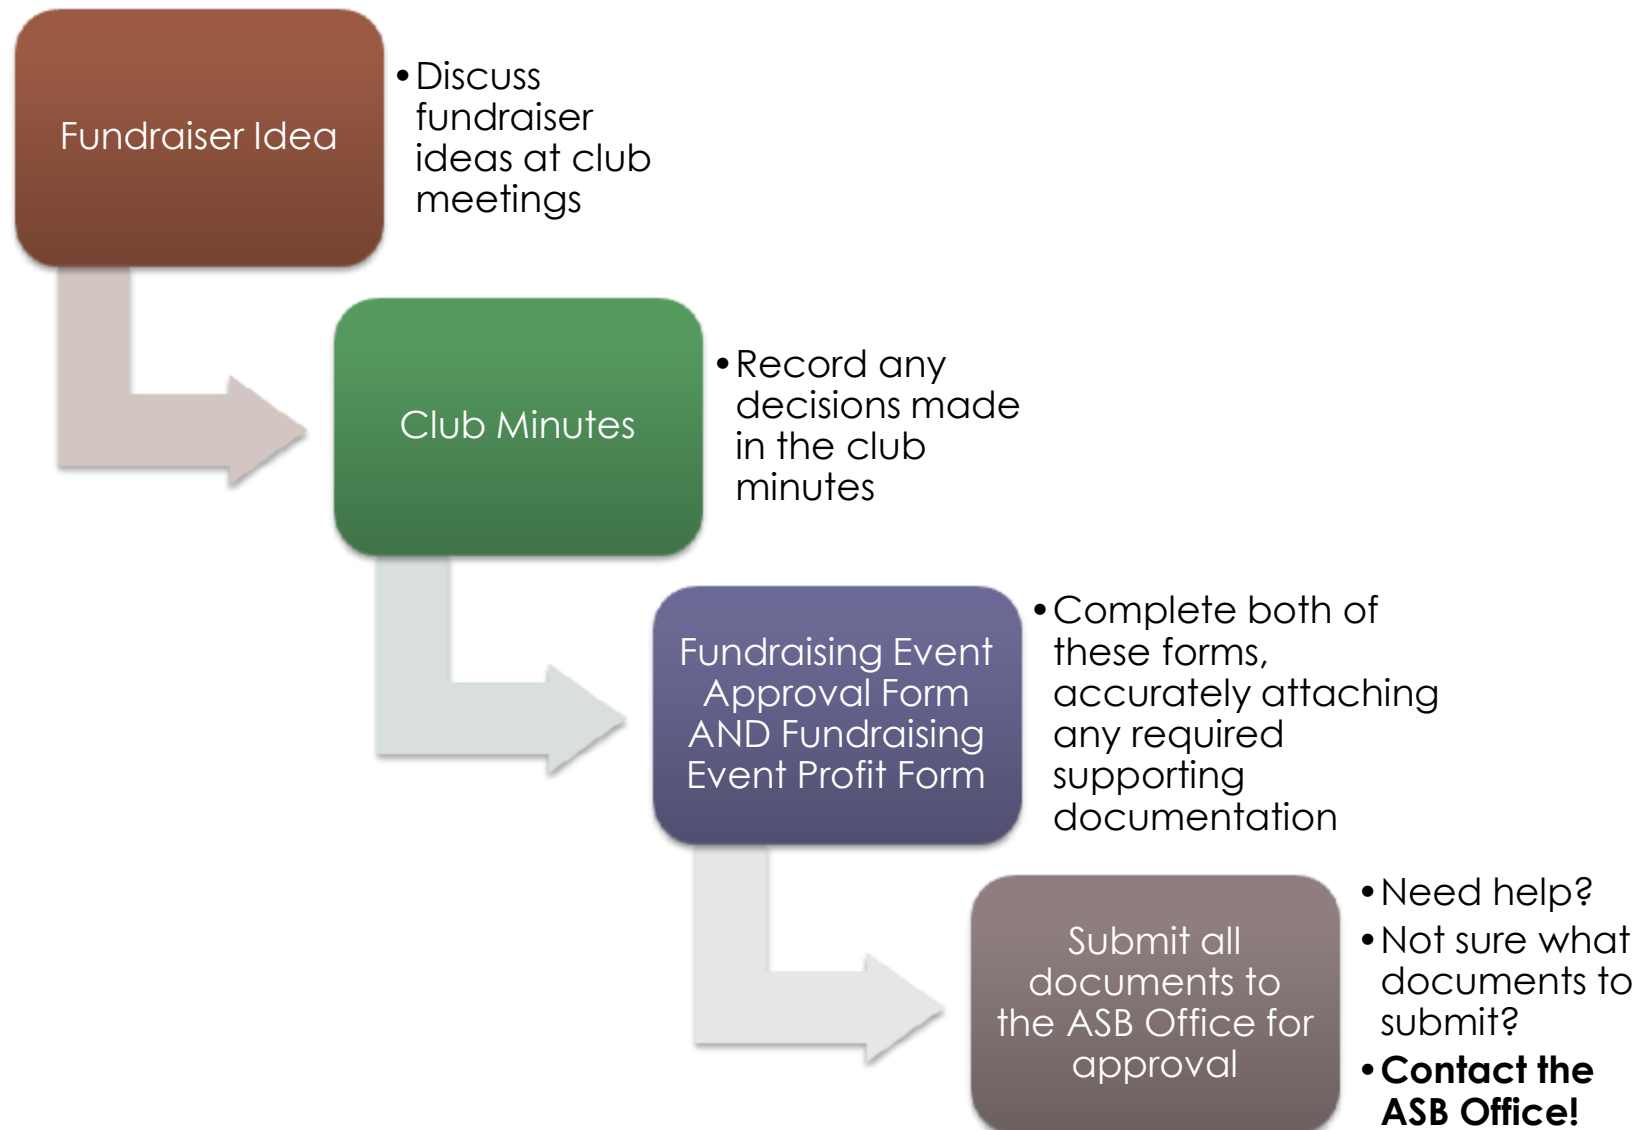 Fundraiser Idea
•Discuss
fundraiser
ideas at club
meetings
Club Minutes
•Record any
decisions made
in the club
minutes
Fundraising Event
Approval Form
AND Fundraising
Event Profit Form
•Complete both of
these forms,
accurately attaching
any required
supporting
documentation
Submit all
documents to
the ASB Office for
approval
•Need help?
•Not sure what
documents to
submit?
•Contact the
ASB Office!